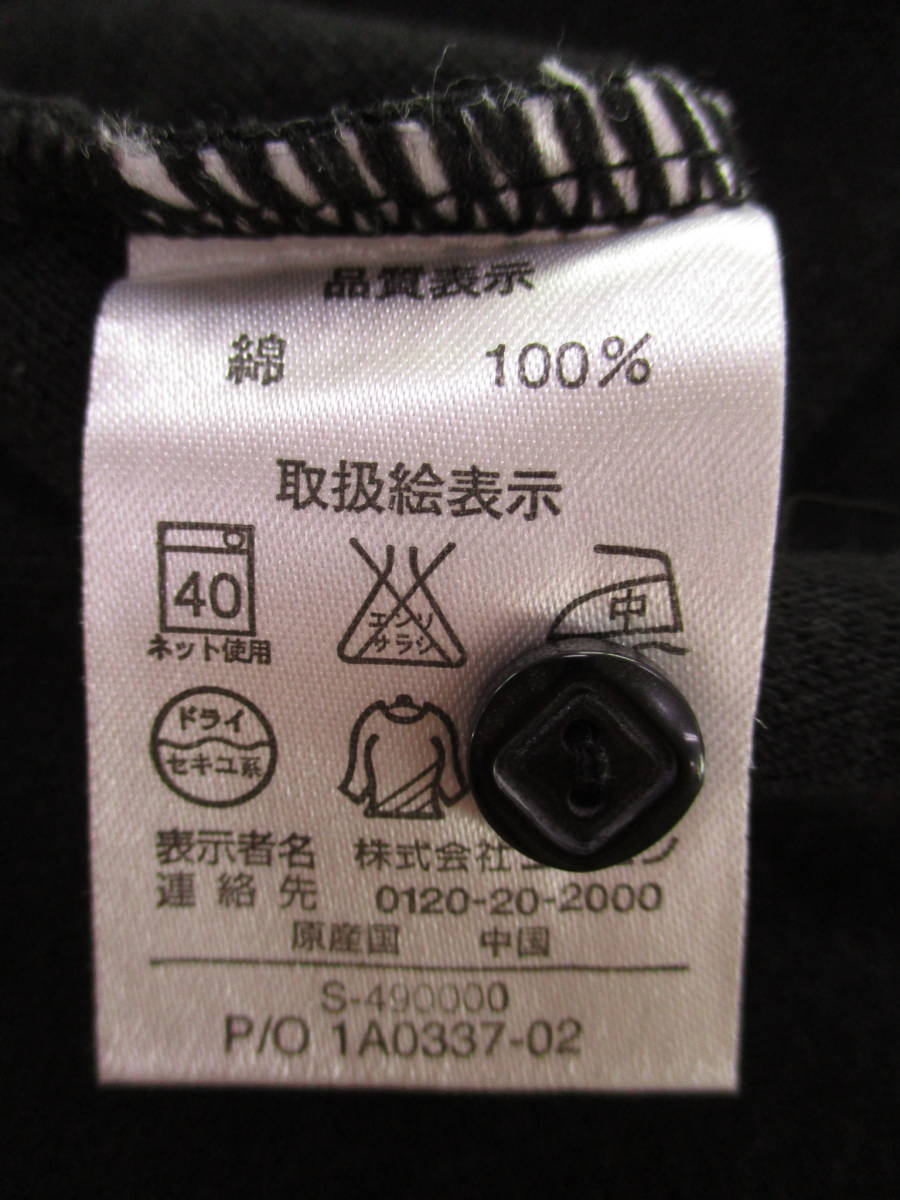 品質表示
綿 100%
取扱絵表示
40
ネット使用
エンソ
サラシ
中
ドライ
セキユ系
表示者名 株式会社
連絡先 0120-20-2000
原産国 中国
S-490000
P/O 1A0337-02